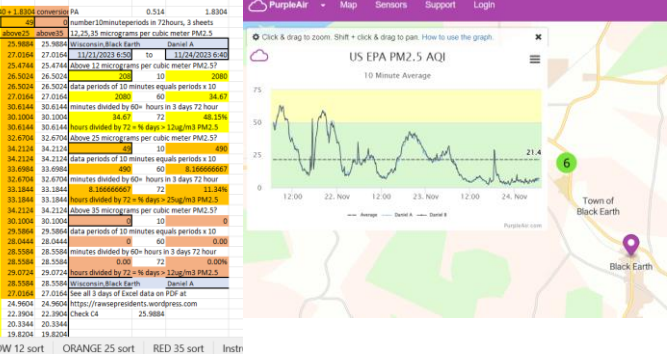 40 + 1.8304 conversion PA 0.514 1.8304
49 0 number10minuteperiods in 72hours, 3 sheets
above25 above35 12,25,35 micrograms per cubic meter PM2.5
25.9884 25.9884 Wisconsin,Black Earth Daniel A
27.0164 27.0164 11/21/2023 6:50 to 11/24/2023 6:40
25.4744 25.4744 Above 12 micrograms per cubic meter PM2.5?
26.5024 26.5024 208 10 2080
26.5024 26.5024 data periods of 10 minutes equals periods x 10
27.0164 27.0164 2080 60 34.67
30.6144 30.6144 minutes divided by 60= hours in 3 days 72 hour
30.1004 30.1004 34.67 72 48.15%
30.6144 30.6144 hours divided by 72 = % days > 12ug/m3 PM2.5
32.6704 32.6704 Above 25 micrograms per cubic meter PM2.5?
34.2124 34.2124 49 10 490
34.2124 34.2124 data periods of 10 minutes equals periods x 10
33.6984 33.6984 490 60 8.166666667
32.6704 32.6704 minutes divided by 60= hours in 3 days 72 hour
33.1844 33.1844 8.166666667 72 11.34%
33.1844 33.1844 hours divided by 72 = % days > 12ug/m3 PM2.5
34.2124 34.2124 Above 35 micrograms per cubic meter PM2.5?
30.1004 30.1004 0 10 0
29.5864 29.5864 data periods of 10 minutes equals periods x 10
28.0444 28.0444 0 60 0.00
28.5584 28.5584 minutes divided by 60= hours in 3 days 72 hour
28.5584 28.5584 0.00 72 0.00%
29.0724 29.0724 hours divided by 72 = % days > 12ug/m3 PM2.5
28.5584 28.5584 Wisconsin,Black Earth Daniel A
27.0164 27.0164 See all 3 days of Excel data on PDF at
24.9604 24.9604 https://rawsepresidents.wordpress.com
22.3904 22.3904 Check C4 25.9884
20.3344 20.3344
19.8204 19.8204
OW 12 sort ORANGE 25 sort RED 35 sort Instr
PurpleAir Map Sensors Support Login
Click & drag to zoom. Shift + click & drag to pan. How to use the graph.
US EPA PM2.5 AQI
10 Minute Average
75
50
25
0
21.4
12:00 22. Nov 12:00 23. Nov 12:00 24. Nov
Average Daniel A Daniel B
PurpleAir.com
6
Town of
Black Earth
Black Earth